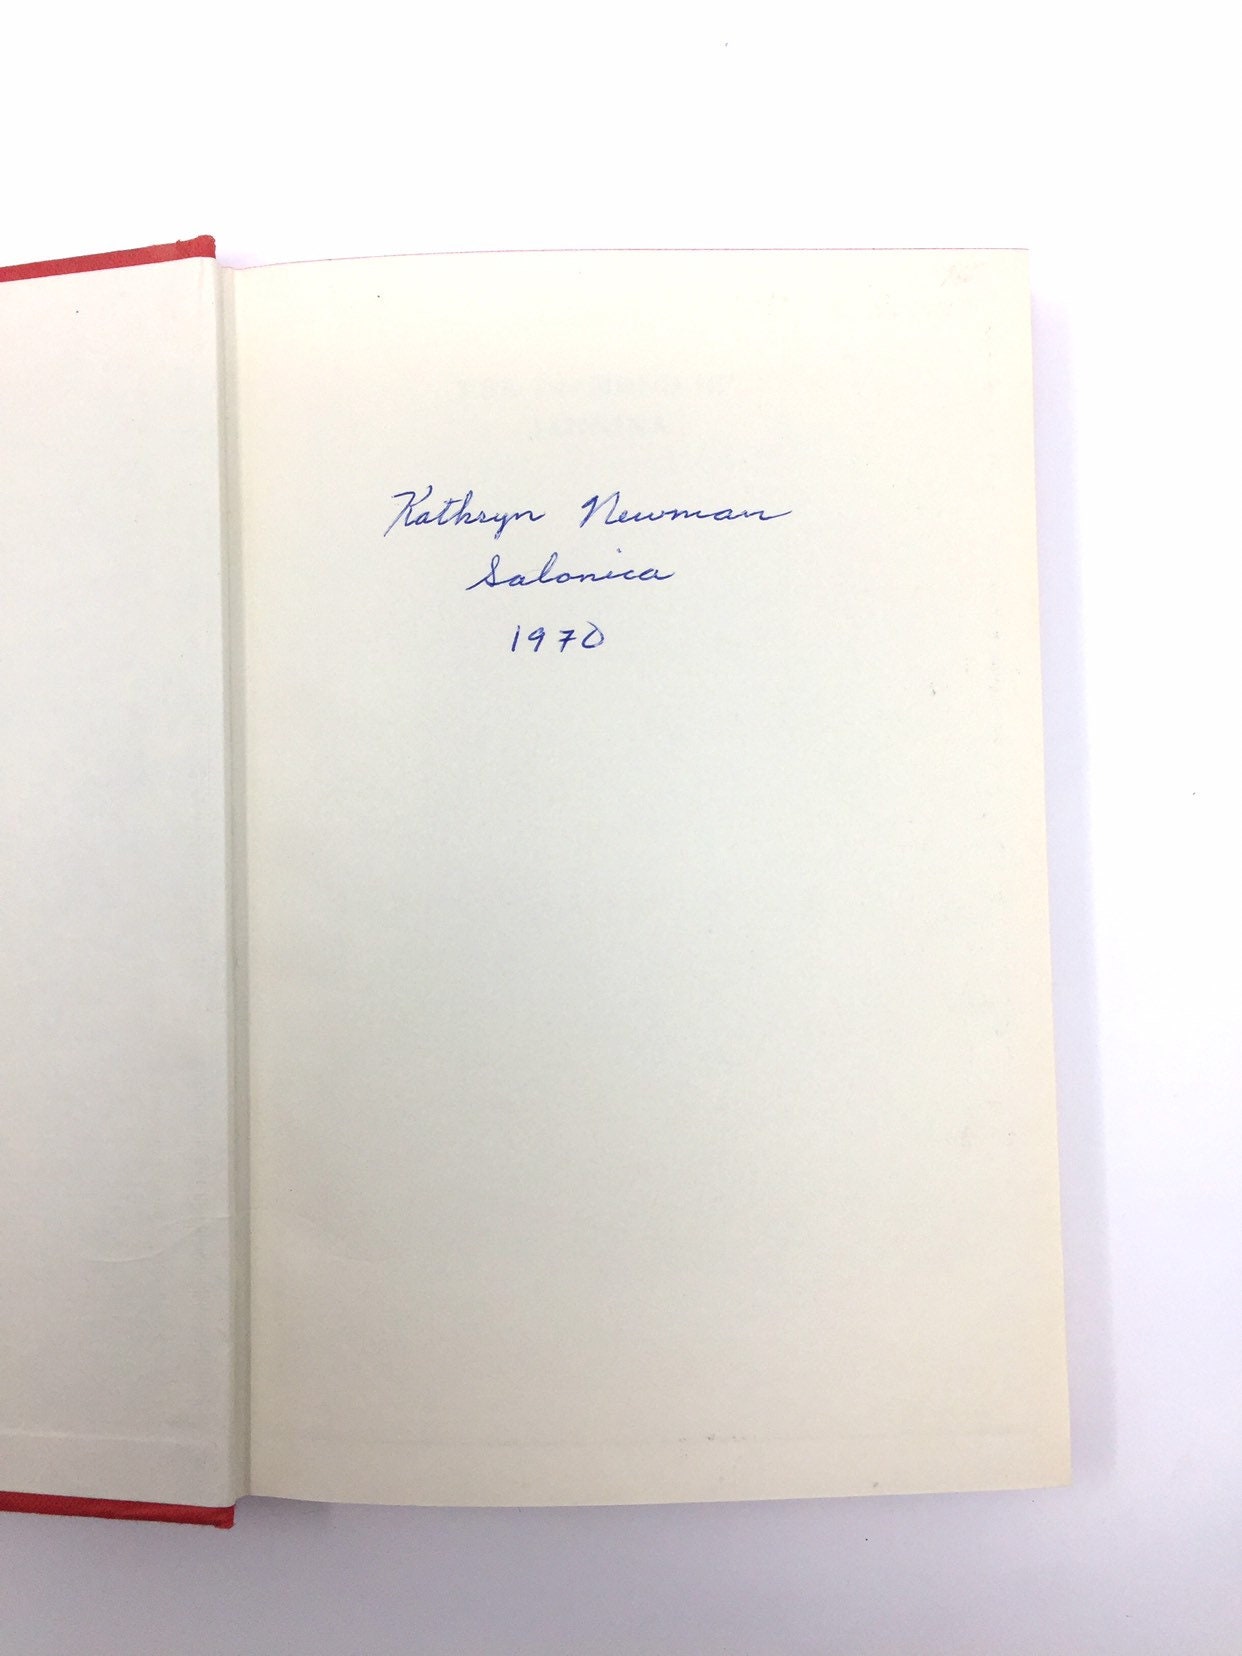 Kathryn Newman
Salonica
1970